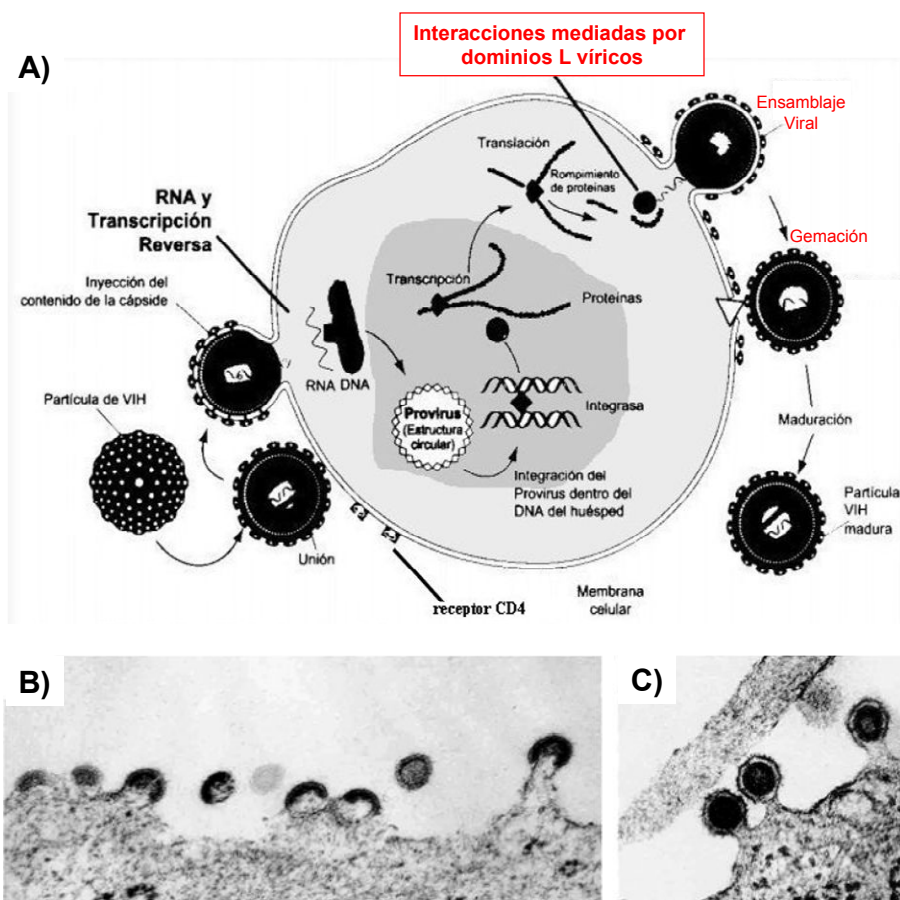 Interacciones mediadas por
dominios L víricos
A)
Ensamblaje
Viral
Translación
Rompimiento
de proteínas
RNA y
Transcripción
Reversa
Gemación
Inyección del
contenido de la cápside
Transcripción
Proteínas
RNA DNA
Partícula de VIH
Provirus
(Estructura
circular)
Integrasa
Maduración
Integración del
Provirus dentro del
DNA del huésped
Partícula
VIH
madura
Unión
receptor CD4
Membrana
celular
B)
C)